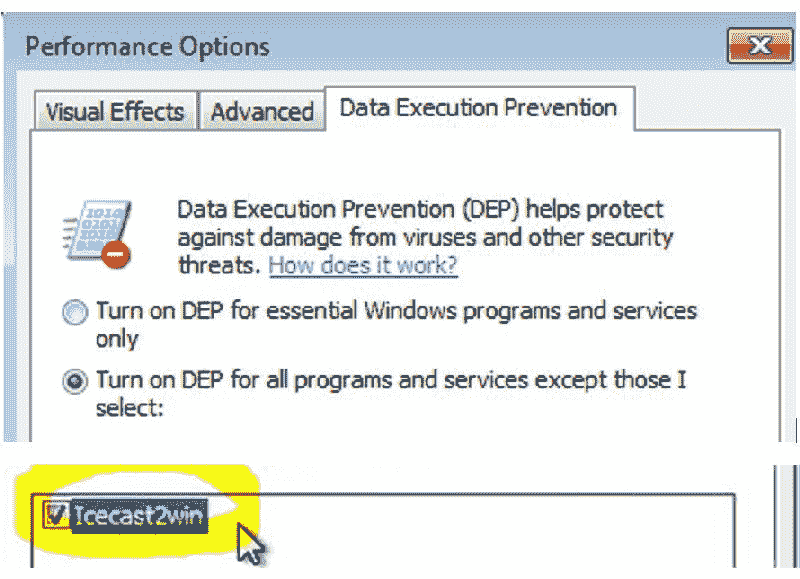 Performance Options
Visual Effects Advanced Data Execution Prevention
Data Execution Prevention (DEP) helps protect
against damage from viruses and other security
threats. How does it work?
Turn on DEP for essential Windows programs and services
only
Turn on DEP for all programs and services except those I
select:
Icecast2win